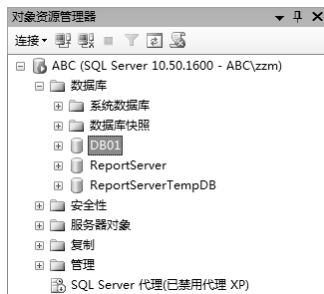 对象资源管理器
连接
ABC (SQL Server 10.50.1600 - ABC\zzm)
数据库
系统数据库
数据库快照
DB01
ReportServer
ReportServerTempDB
安全性
服务器对象
复制
管理
SQL Server 代理(已禁用代理 XP)